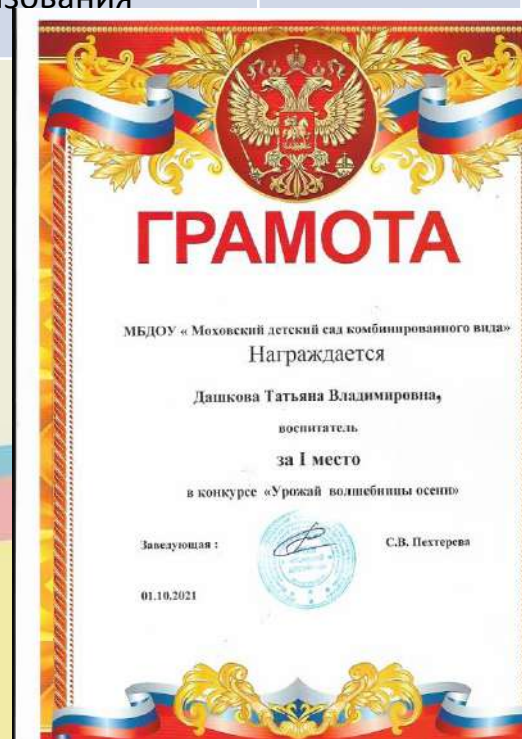 ГРАМОТА
МБДОУ « Моховский детский сад комбинированного вида»
Награждается
Дашкова Татьяна Владимировна,
воспитатель
за I место
в конкурсе «Урожай волшебницы осени»
Заведующая : С.В. Пехтерева
01.10.2021